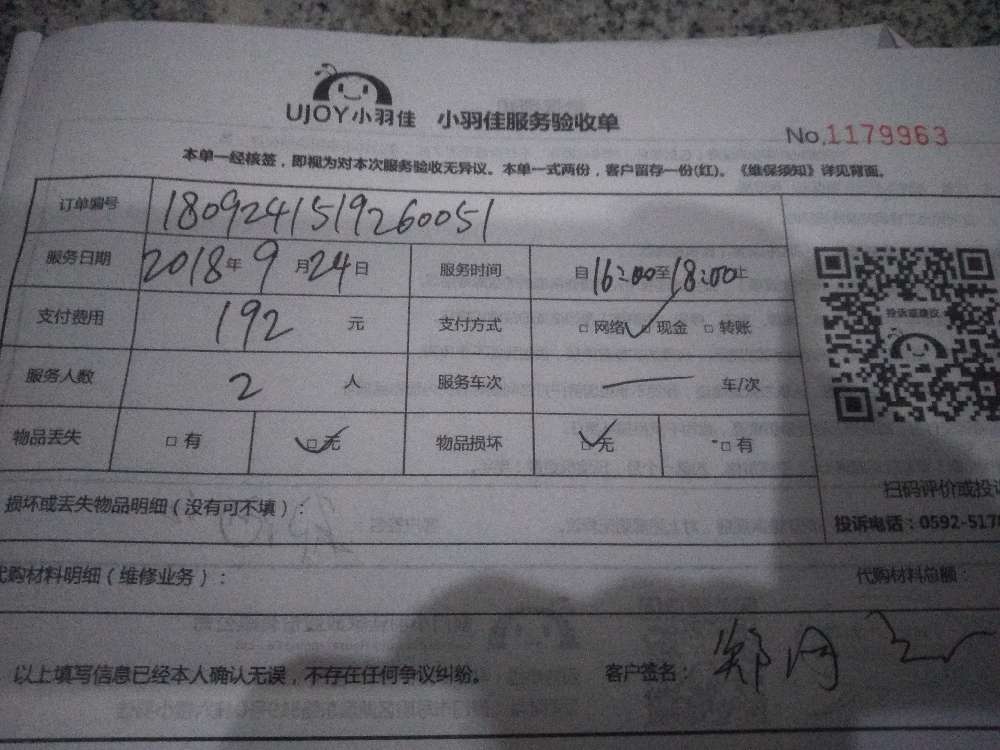 UJOY小羽佳 小羽佳服务验收单
No.1179963
本单一经核签，即视为对本次服务验收无异议。本单一式两份，客户留存一份(红)。《维保须知》详见背面。
订单编号 1809241519260051
服务日期 2018年9月24日 服务时间 自16:00至18:00止
支付费用 192 元 支付方式 □网络 □现金 □转账
服务人数 2 人 服务车次 — 车/次
物品丢失 □有 □无 物品损坏 □无 □有
投诉或建议
扫码评价或投诉
投诉电话：0592-517
损坏或丢失物品明细（没有可不填）：
代购材料明细（维修业务）： 代购材料总额：
以上填写信息已经本人确认无误，不存在任何争议纠纷。 客户签名：郑